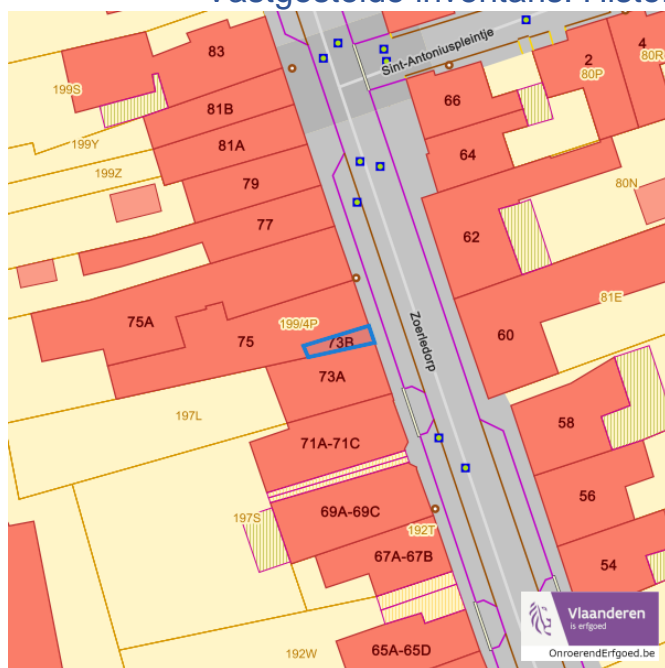 Vastgestelde Inventaris: Histor
83
2
4
80P
80R
Sint-Antoniuspleintje
199S
81B
66
199Y
81A
64
199Z
79
80N
77
62
81E
75A
199/4P
Zoerledorp
60
75
73B
73A
197L
58
71A-71C
56
69A-69C
197S
192T
67A-67B
54
192W
65A-65D
Vlaanderen
is erfgoed
OnroerendErfgoed.be